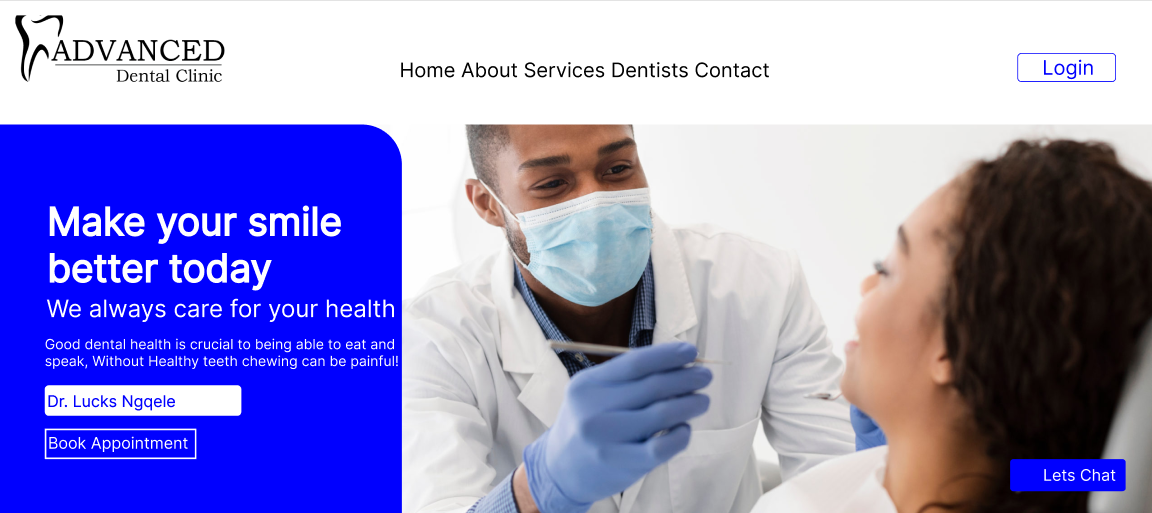 ADVANCED
Dental Clinic
Home About Services Dentists Contact
Login
Make your smile
better today
We always care for your health
Good dental health is crucial to being able to eat and
speak, Without Healthy teeth chewing can be painful!
Dr. Lucks Ngqele
Book Appointment
Lets Chat